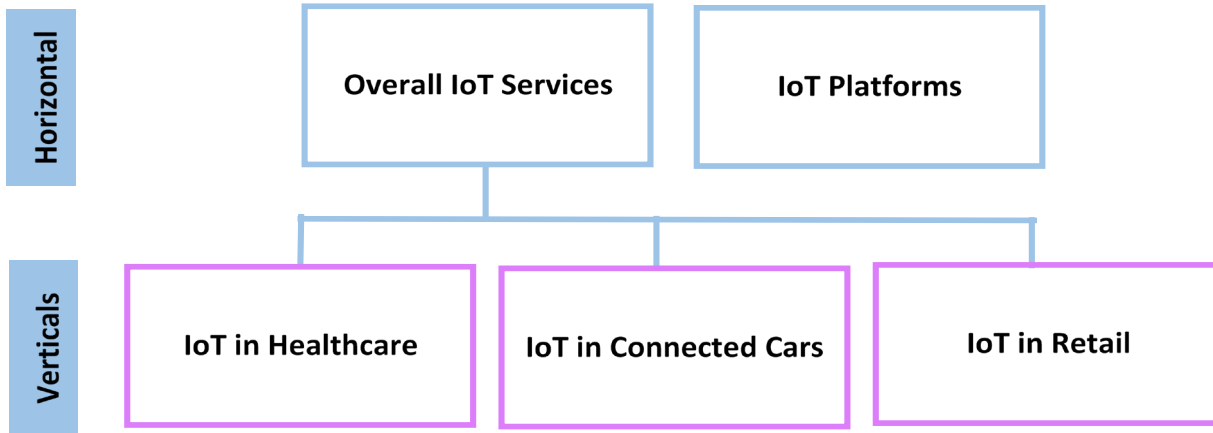 Horizontal
Overall IoT Services
IoT Platforms
Verticals
IoT in Healthcare
IoT in Connected Cars
IoT in Retail